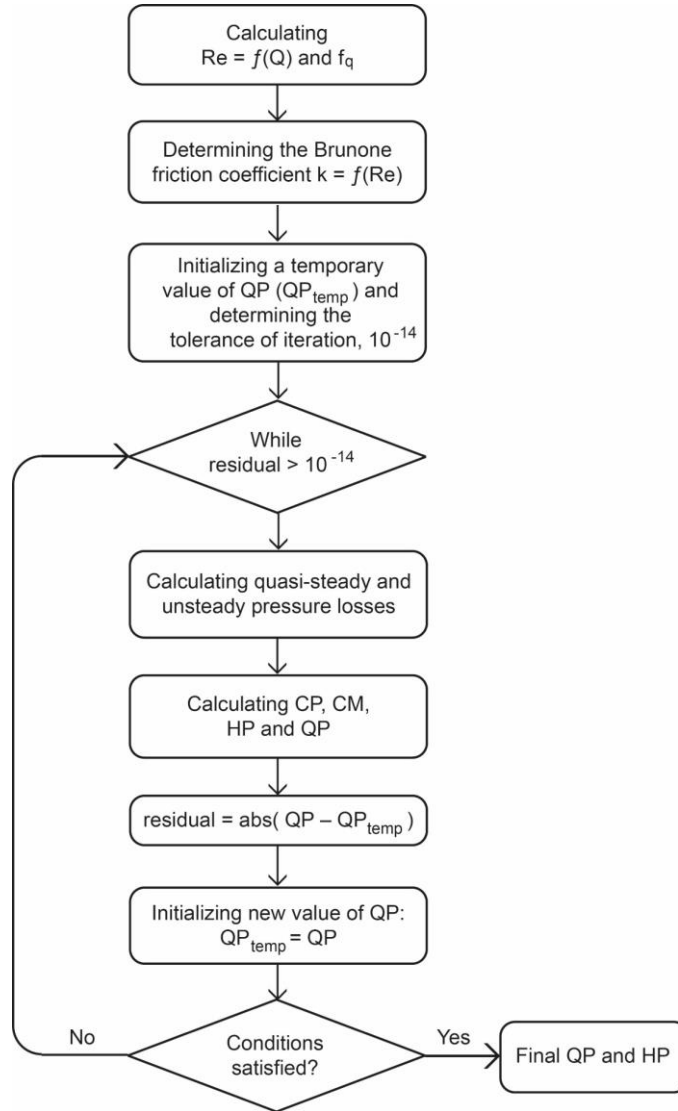 Calculating
Re = ƒ(Q) and f_q
Determining the Brunone
friction coefficient k = ƒ(Re)
Initializing a temporary
value of QP (QP_temp) and
determining the
tolerance of iteration, 10^-14
While
residual > 10^-14
Calculating quasi-steady and
unsteady pressure losses
Calculating CP, CM,
HP and QP
residual = abs( QP – QP_temp )
Initializing new value of QP:
QP_temp = QP
No
Conditions
satisfied?
Yes
Final QP and HP